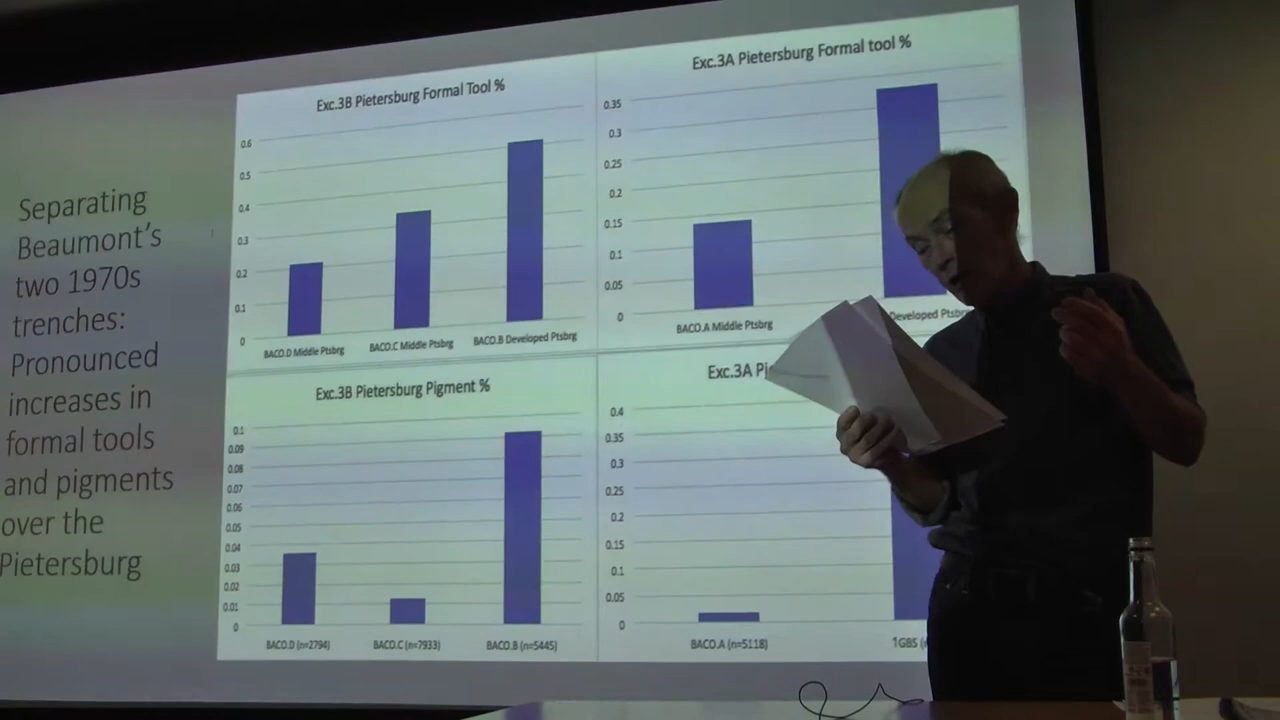 Separating
Beaumont's
two 1970s
trenches:
Pronounced
increases in
formal tools
and pigments
over the
Pietersburg
Exc.3B Pietersburg Formal Tool %
0.6
0.5
0.4
0.3
0.2
0.1
0
BACO.D Middle Ptsbrg
BACO.C Middle Ptsbrg
BACO.B Developed Ptsbrg
Exc.3A Pietersburg Formal tool %
0.35
0.3
0.25
0.2
0.15
0.1
0.05
0
BACO.A Middle Ptsbrg
Developed Ptsbrg
Exc.3B Pietersburg Pigment %
0.1
0.09
0.08
0.07
0.06
0.05
0.04
0.03
0.02
0.01
0
BACO.D (n=2794)
BACO.C (n=7933)
BACO.B (n=5445)
Exc.3A
0.4
0.35
0.3
0.25
0.2
0.15
0.1
0.05
0
BACO.A (n=5118)
1GBS